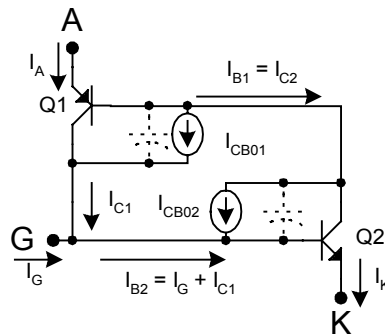 A
I_A
I_B1 = I_C2
Q1
I_CB01
I_C1
I_CB02
G
Q2
I_G
I_B2 = I_G + I_C1
I_K
K